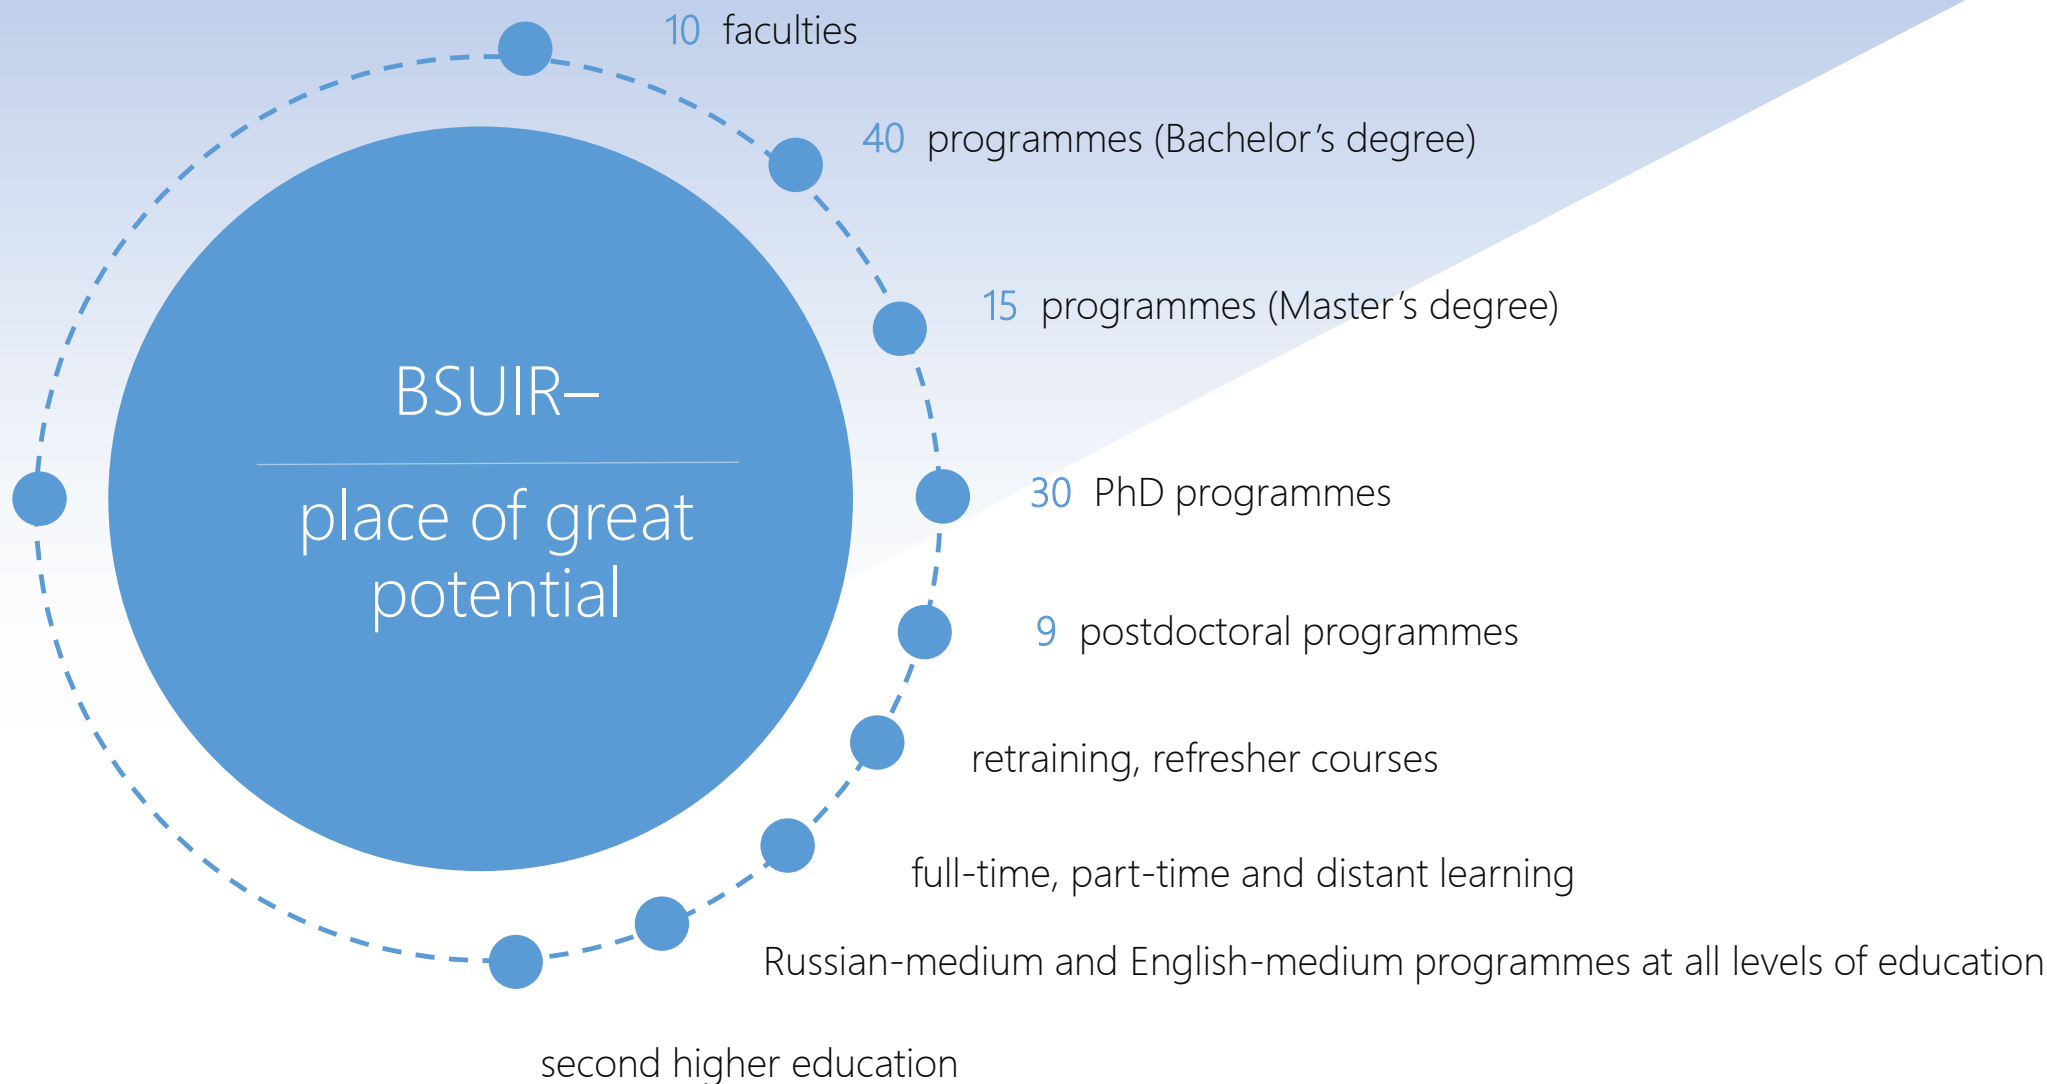 10 faculties
40 programmes (Bachelor's degree)
15 programmes (Master's degree)
BSUIR–
place of great
potential
30 PhD programmes
9 postdoctoral programmes
retraining, refresher courses
full-time, part-time and distant learning
Russian-medium and English-medium programmes at all levels of education
second higher education